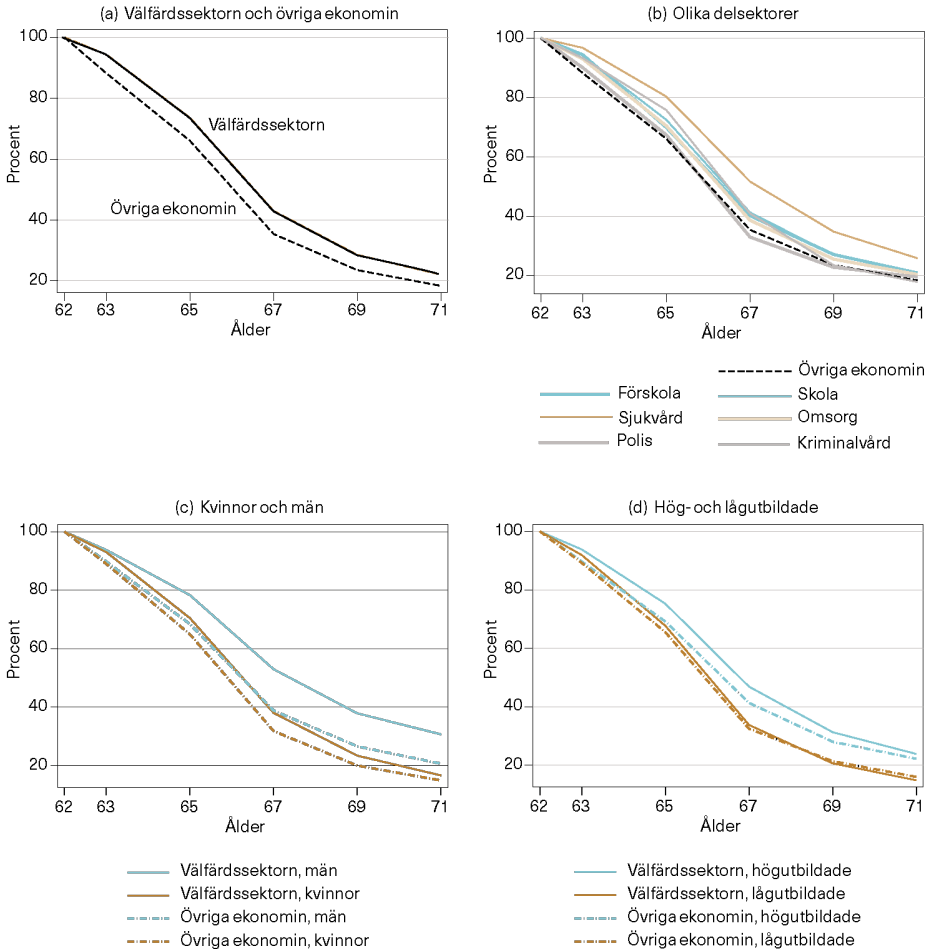 (a) Välfärdssektorn och övriga ekonomin
100
80
60
40
20
Procent
Välfärdssektorn
Övriga ekonomin
62 63 65 67 69 71
Ålder
(b) Olika delsektorer
100
80
60
40
20
Procent
62 63 65 67 69 71
Ålder
Övriga ekonomin
Förskola
Skola
Sjukvård
Omsorg
Polis
Kriminalvård
(c) Kvinnor och män
100
80
60
40
20
Procent
62 63 65 67 69 71
Ålder
Välfärdssektorn, män
Välfärdssektorn, kvinnor
Övriga ekonomin, män
Övriga ekonomin, kvinnor
(d) Hög- och lågutbildade
100
80
60
40
20
Procent
62 63 65 67 69 71
Ålder
Välfärdssektorn, högutbildade
Välfärdssektorn, lågutbildade
Övriga ekonomin, högutbildade
Övriga ekonomin, lågutbildade